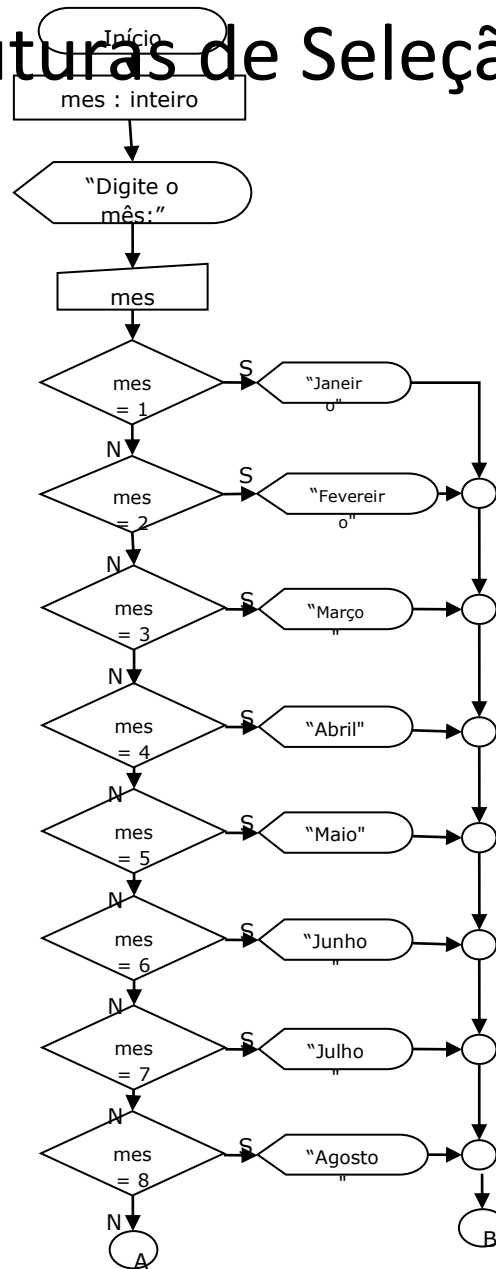 uturas de Seleçã
Início
mes : inteiro
“Digite o
mês:”
mes
mes
= 1
S
“Janeir
o"
N
mes
= 2
S
“Fevereir
o"
N
mes
= 3
S
“Março
"
N
mes
= 4
S
“Abril"
N
mes
= 5
S
“Maio"
N
mes
= 6
S
“Junho
"
N
mes
= 7
S
“Julho
"
N
mes
= 8
S
“Agosto
"
N
A
B